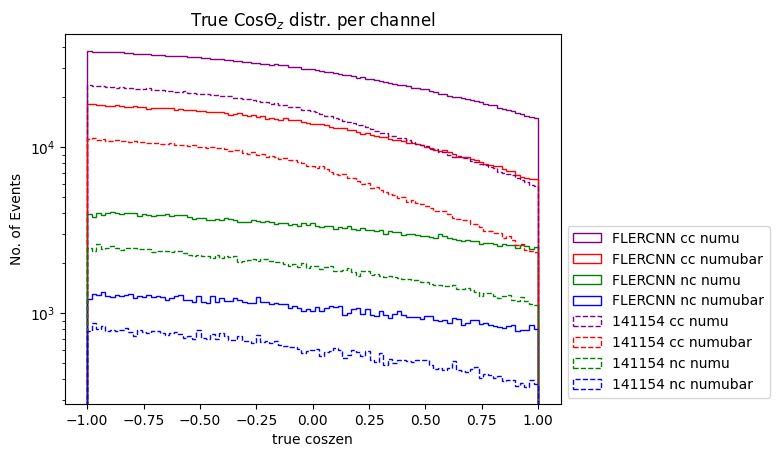 True CosΘz distr. per channel
No. of Events
10⁴
10³
−1.00 −0.75 −0.50 −0.25 0.00 0.25 0.50 0.75 1.00
true coszen
FLERCNN cc numu
FLERCNN cc numubar
FLERCNN nc numu
FLERCNN nc numubar
141154 cc numu
141154 cc numubar
141154 nc numu
141154 nc numubar